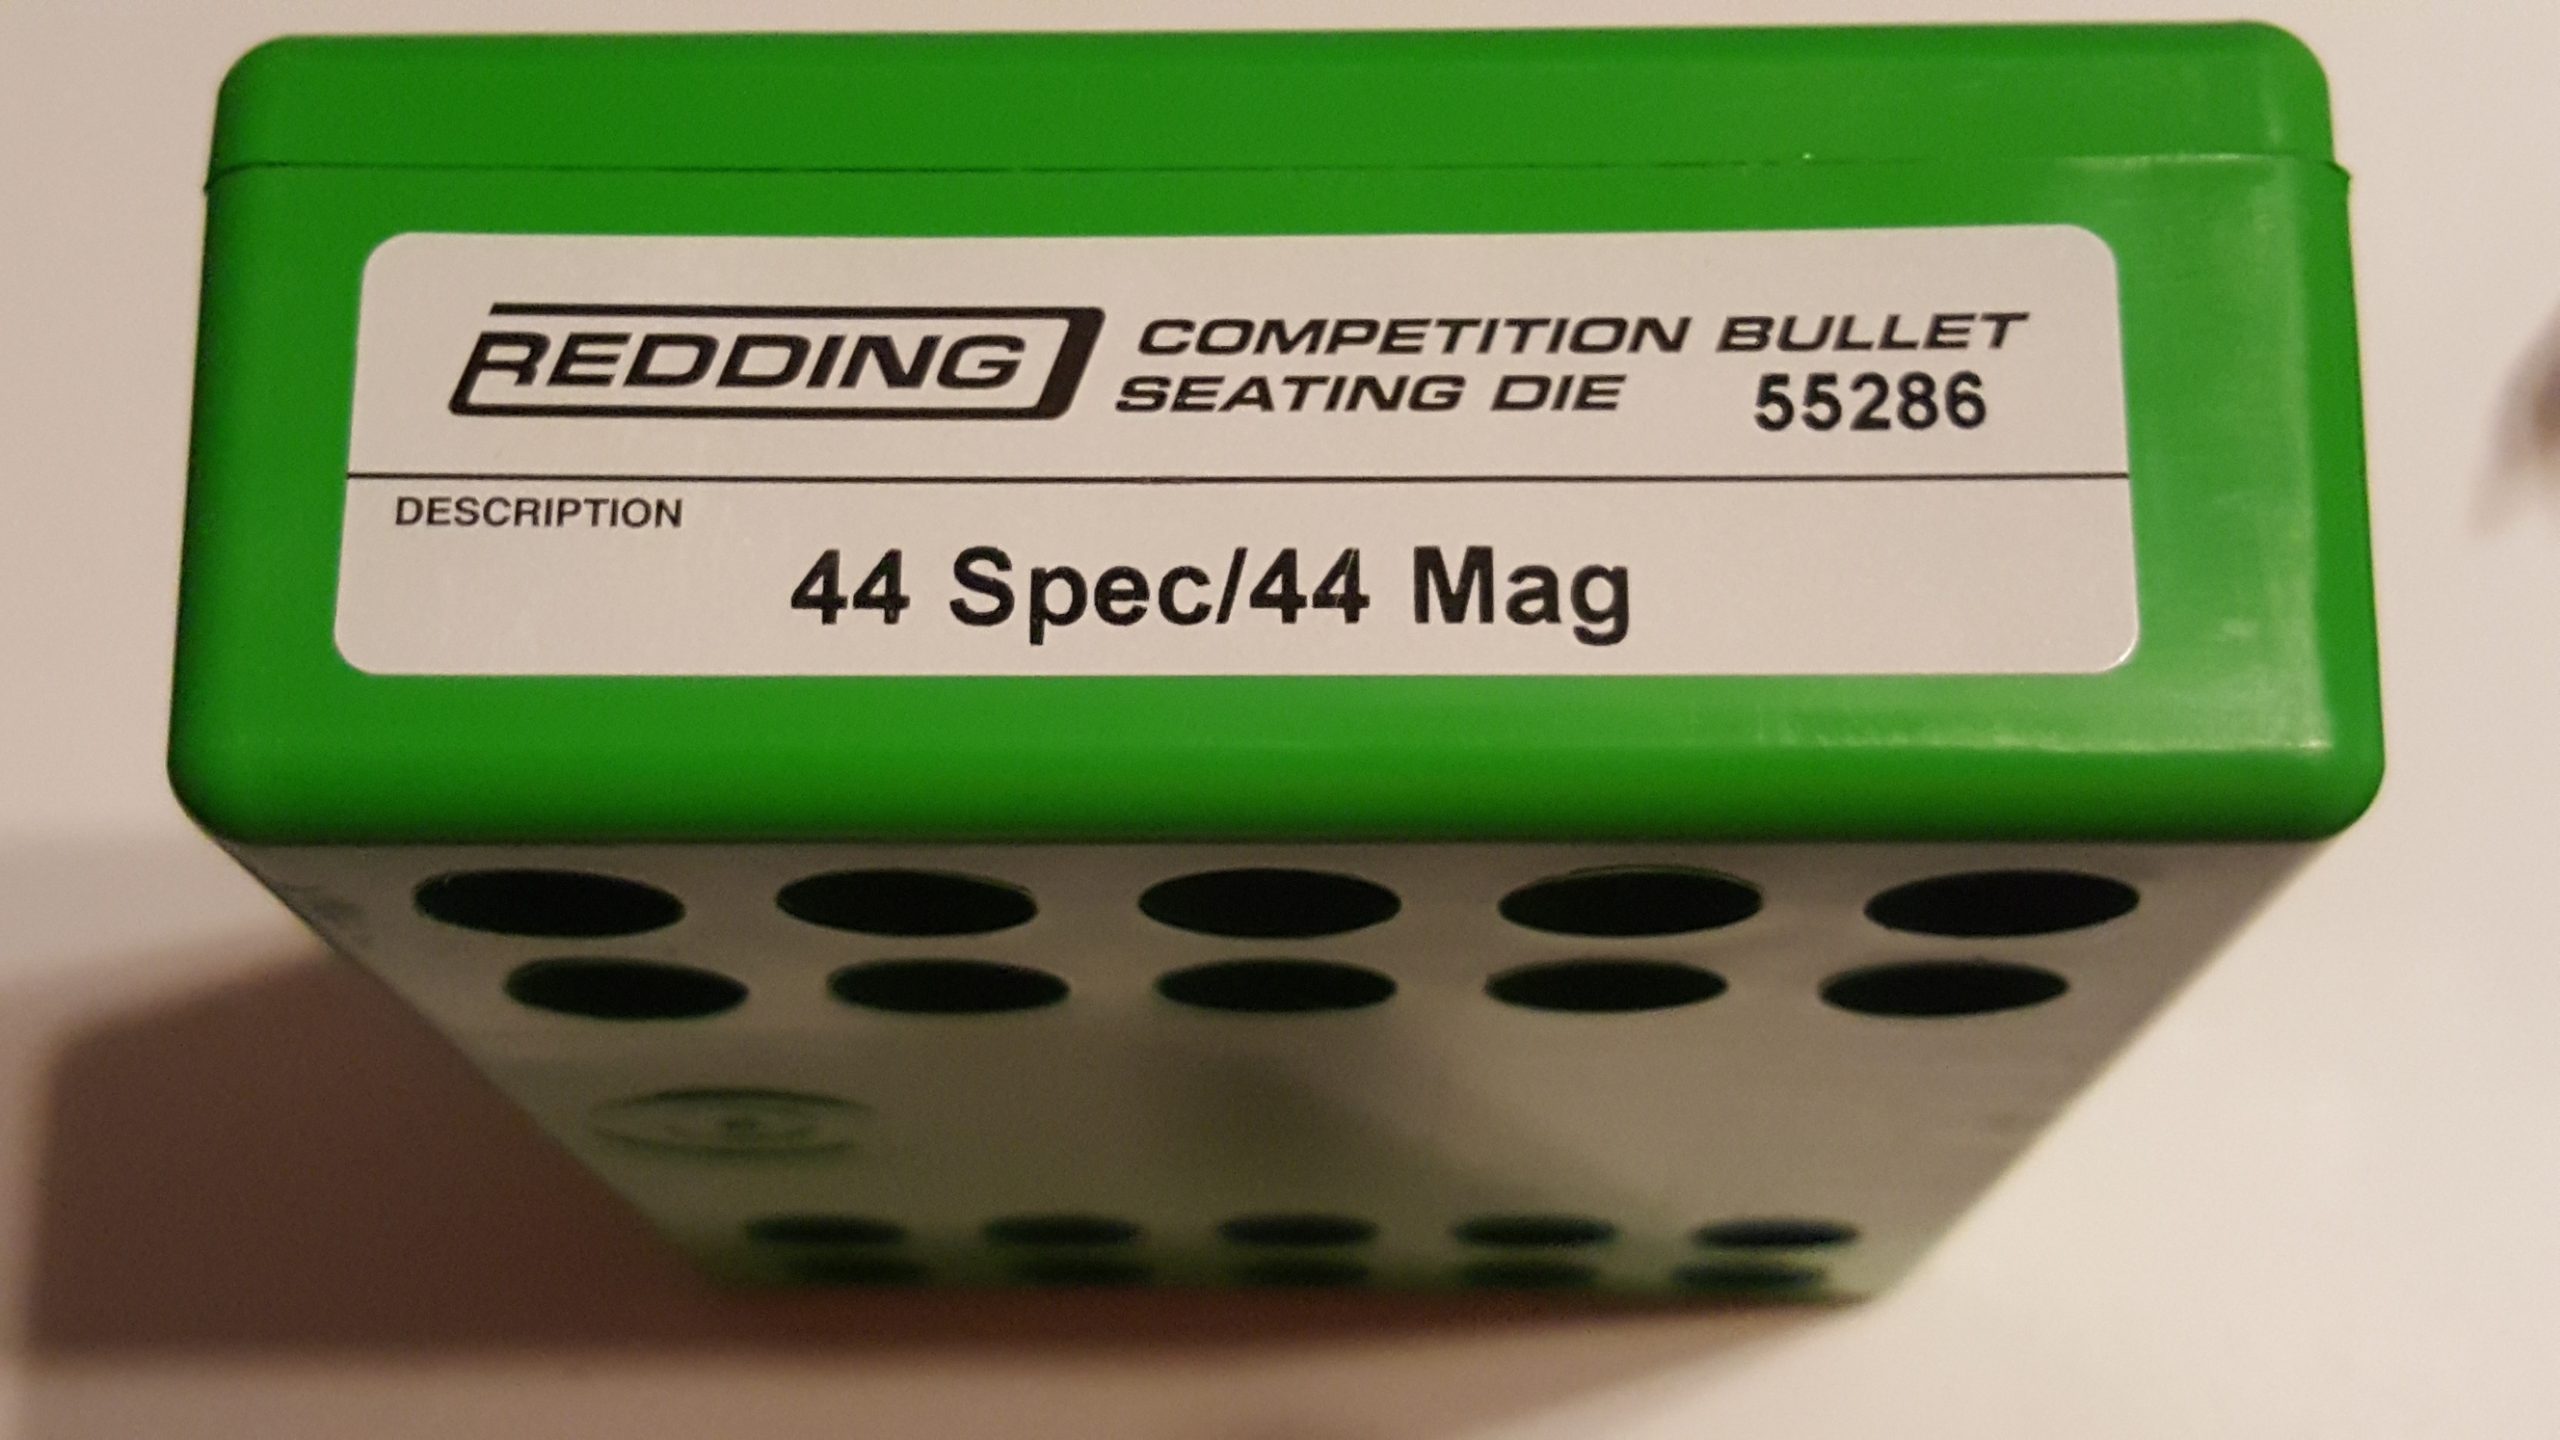 REDDING COMPETITION BULLET
SEATING DIE 55286
DESCRIPTION
44 Spec/44 Mag